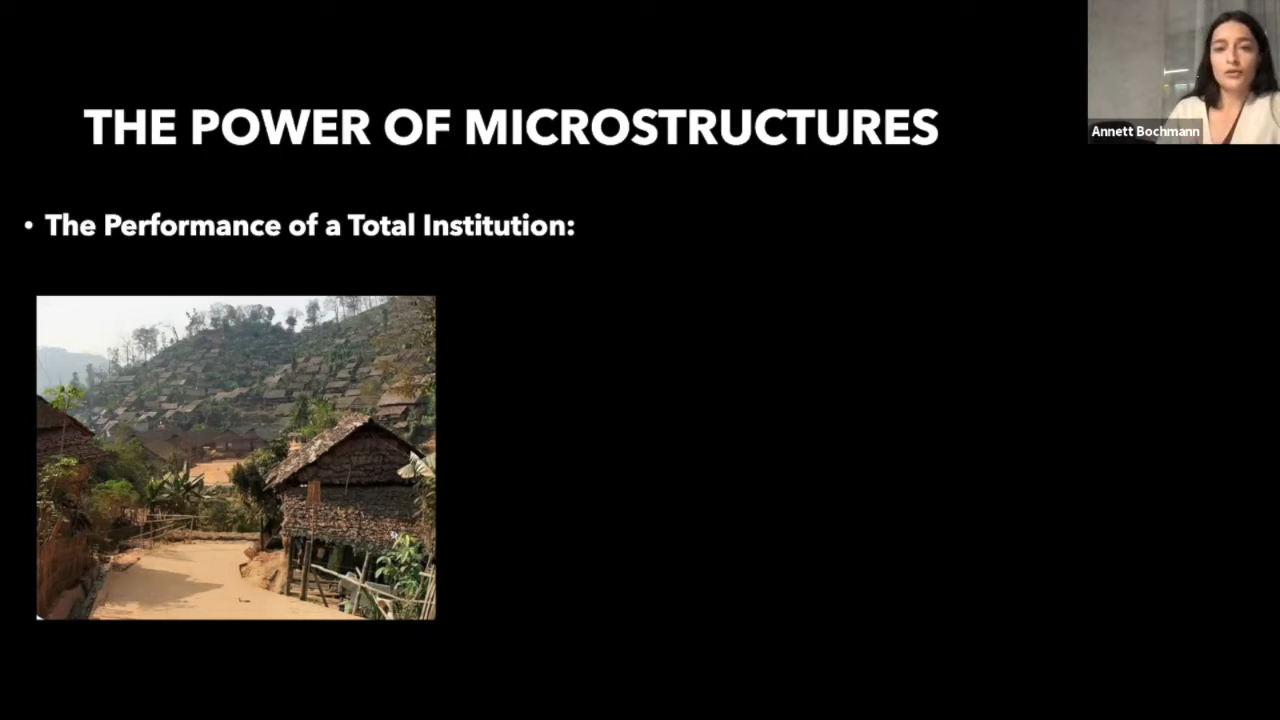 THE POWER OF MICROSTRUCTURES
Annett Bochmann
• The Performance of a Total Institution: